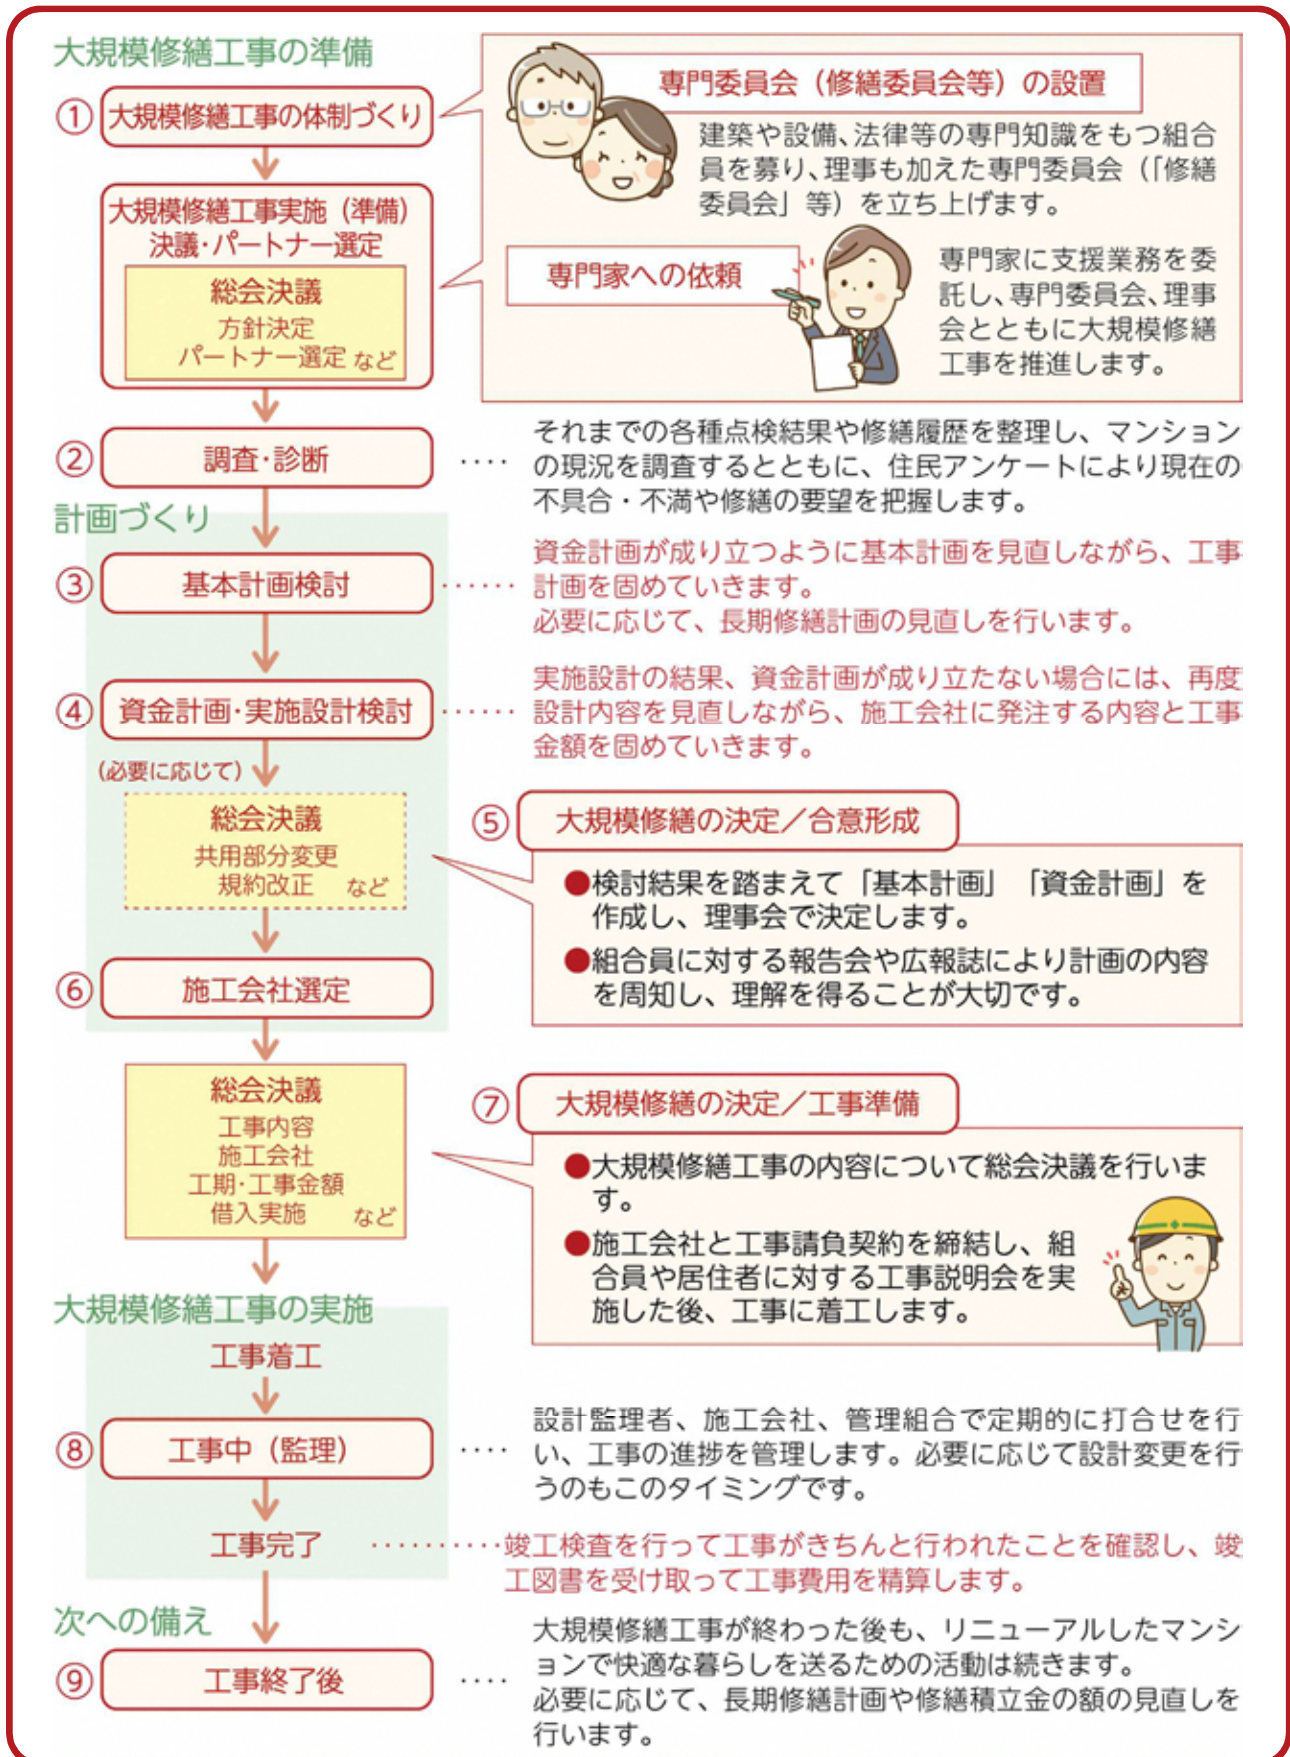 大規模修繕工事の準備
① 大規模修繕工事の体制づくり
専門委員会（修繕委員会等）の設置
建築や設備、法律等の専門知識をもつ組合
員を募り、理事も加えた専門委員会（「修繕
委員会」等）を立ち上げます。
大規模修繕工事実施（準備）
決議・パートナー選定
総会決議
方針決定
パートナー選定 など
専門家への依頼
専門家に支援業務を委
託し、専門委員会、理事
会とともに大規模修繕
工事を推進します。
② 調査・診断
････
それまでの各種点検結果や修繕履歴を整理し、マンション
の現況を調査するとともに、住民アンケートにより現在の
不具合・不満や修繕の要望を把握します。
計画づくり
③ 基本計画検討
······
資金計画が成り立つように基本計画を見直しながら、工事
計画を固めていきます。
必要に応じて、長期修繕計画の見直しを行います。
④ 資金計画・実施設計検討
······
実施設計の結果、資金計画が成り立たない場合には、再度
設計内容を見直しながら、施工会社に発注する内容と工事
金額を固めていきます。
（必要に応じて）
総会決議
共用部分変更
規約改正 など
⑤ 大規模修繕の決定／合意形成
●検討結果を踏まえて「基本計画」「資金計画」を
作成し、理事会で決定します。
●組合員に対する報告会や広報誌により計画の内容
を周知し、理解を得ることが大切です。
⑥ 施工会社選定
総会決議
工事内容
施工会社
工期・工事金額
借入実施 など
⑦ 大規模修繕の決定／工事準備
●大規模修繕工事の内容について総会決議を行いま
す。
●施工会社と工事請負契約を締結し、組
合員や居住者に対する工事説明会を実
施した後、工事に着工します。
大規模修繕工事の実施
工事着工
⑧ 工事中（監理）
････
設計監理者、施工会社、管理組合で定期的に打合せを行
い、工事の進捗を管理します。必要に応じて設計変更を行
うのもこのタイミングです。
工事完了
··········竣工検査を行って工事がきちんと行われたことを確認し、竣
工図書を受け取って工事費用を精算します。
次への備え
⑨ 工事終了後
････
大規模修繕工事が終わった後も、リニューアルしたマンシ
ョンで快適な暮らしを送るための活動は続きます。
必要に応じて、長期修繕計画や修繕積立金の額の見直しを
行います。